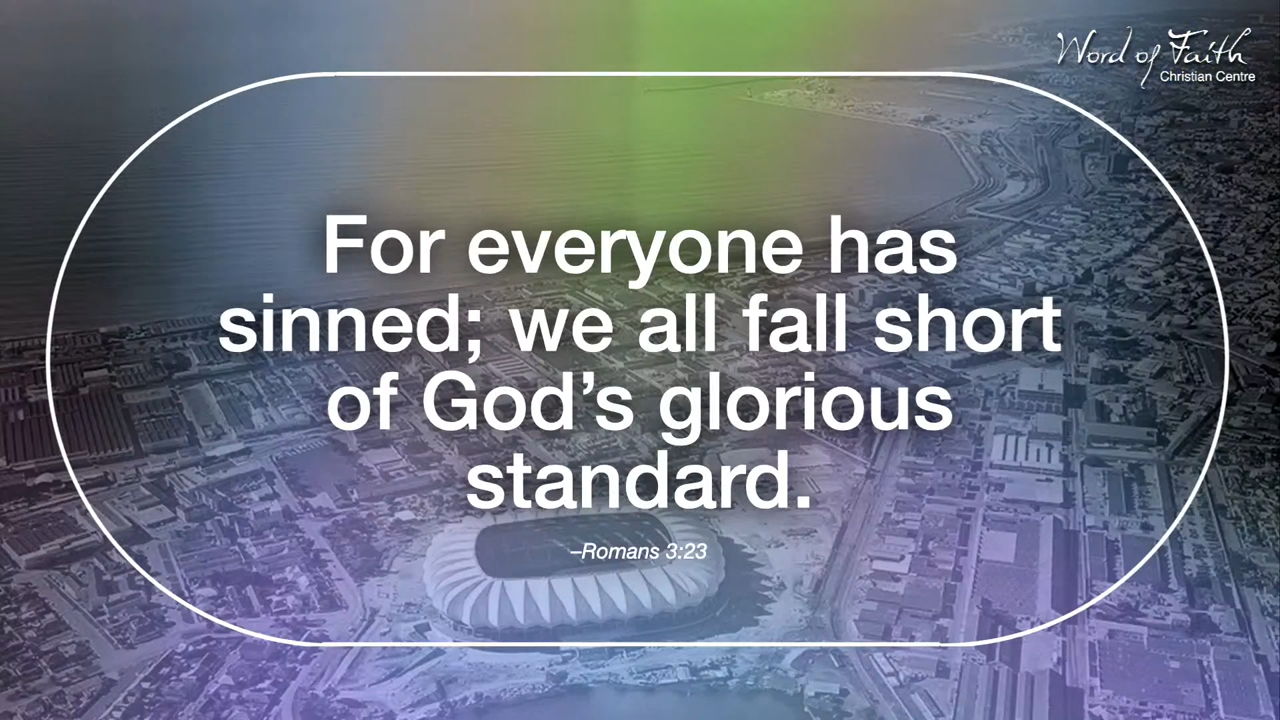 Word of Faith
Christian Centre
For everyone has
sinned; we all fall short
of God’s glorious
standard.
–Romans 3:23